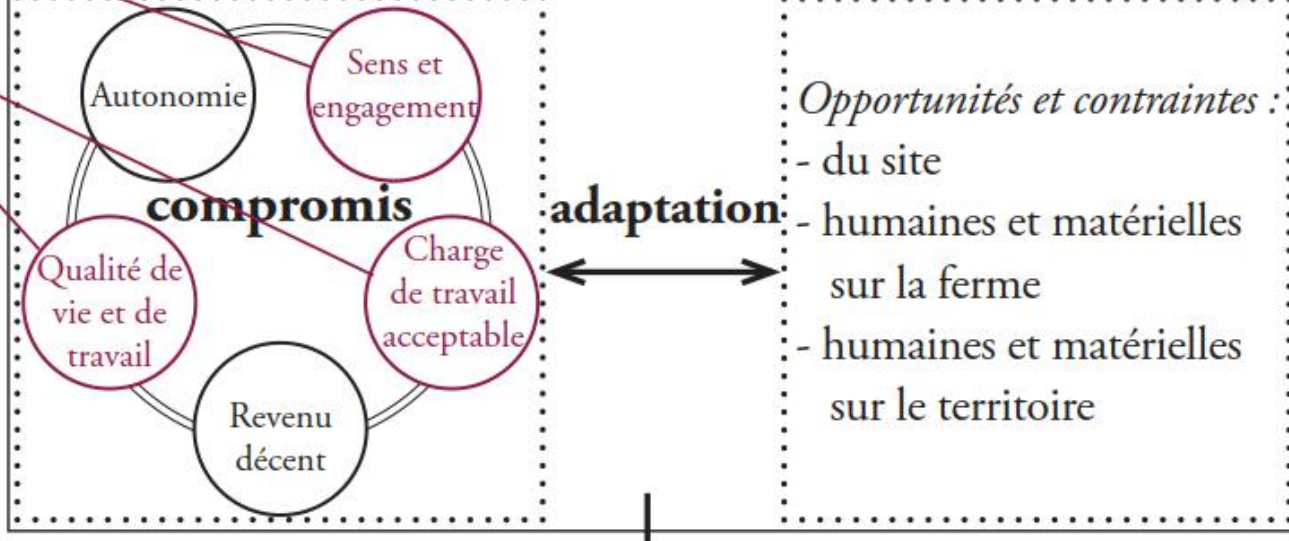 Autonomie
Sens et
engagement
compromis
Qualité de
vie et de
travail
Charge
de travail
acceptable
Revenu
décent
adaptation
Opportunités et contraintes :
- du site
- humaines et matérielles
sur la ferme
- humaines et matérielles
sur le territoire